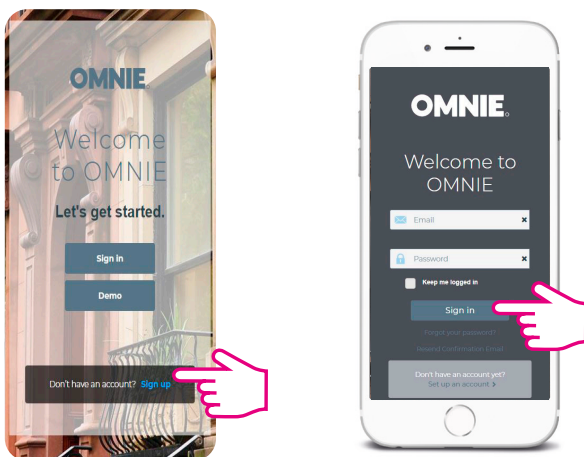 OMNIE
Welcome
to OMNIE
Let's get started.
Sign in
Demo
Don't have an account? Sign up
OMNIE
Welcome to
OMNIE
Email
Password
Keep me logged in
Sign in
Forgot your password?
Resend Confirmation Email
Don't have an account yet?
Set up an account >